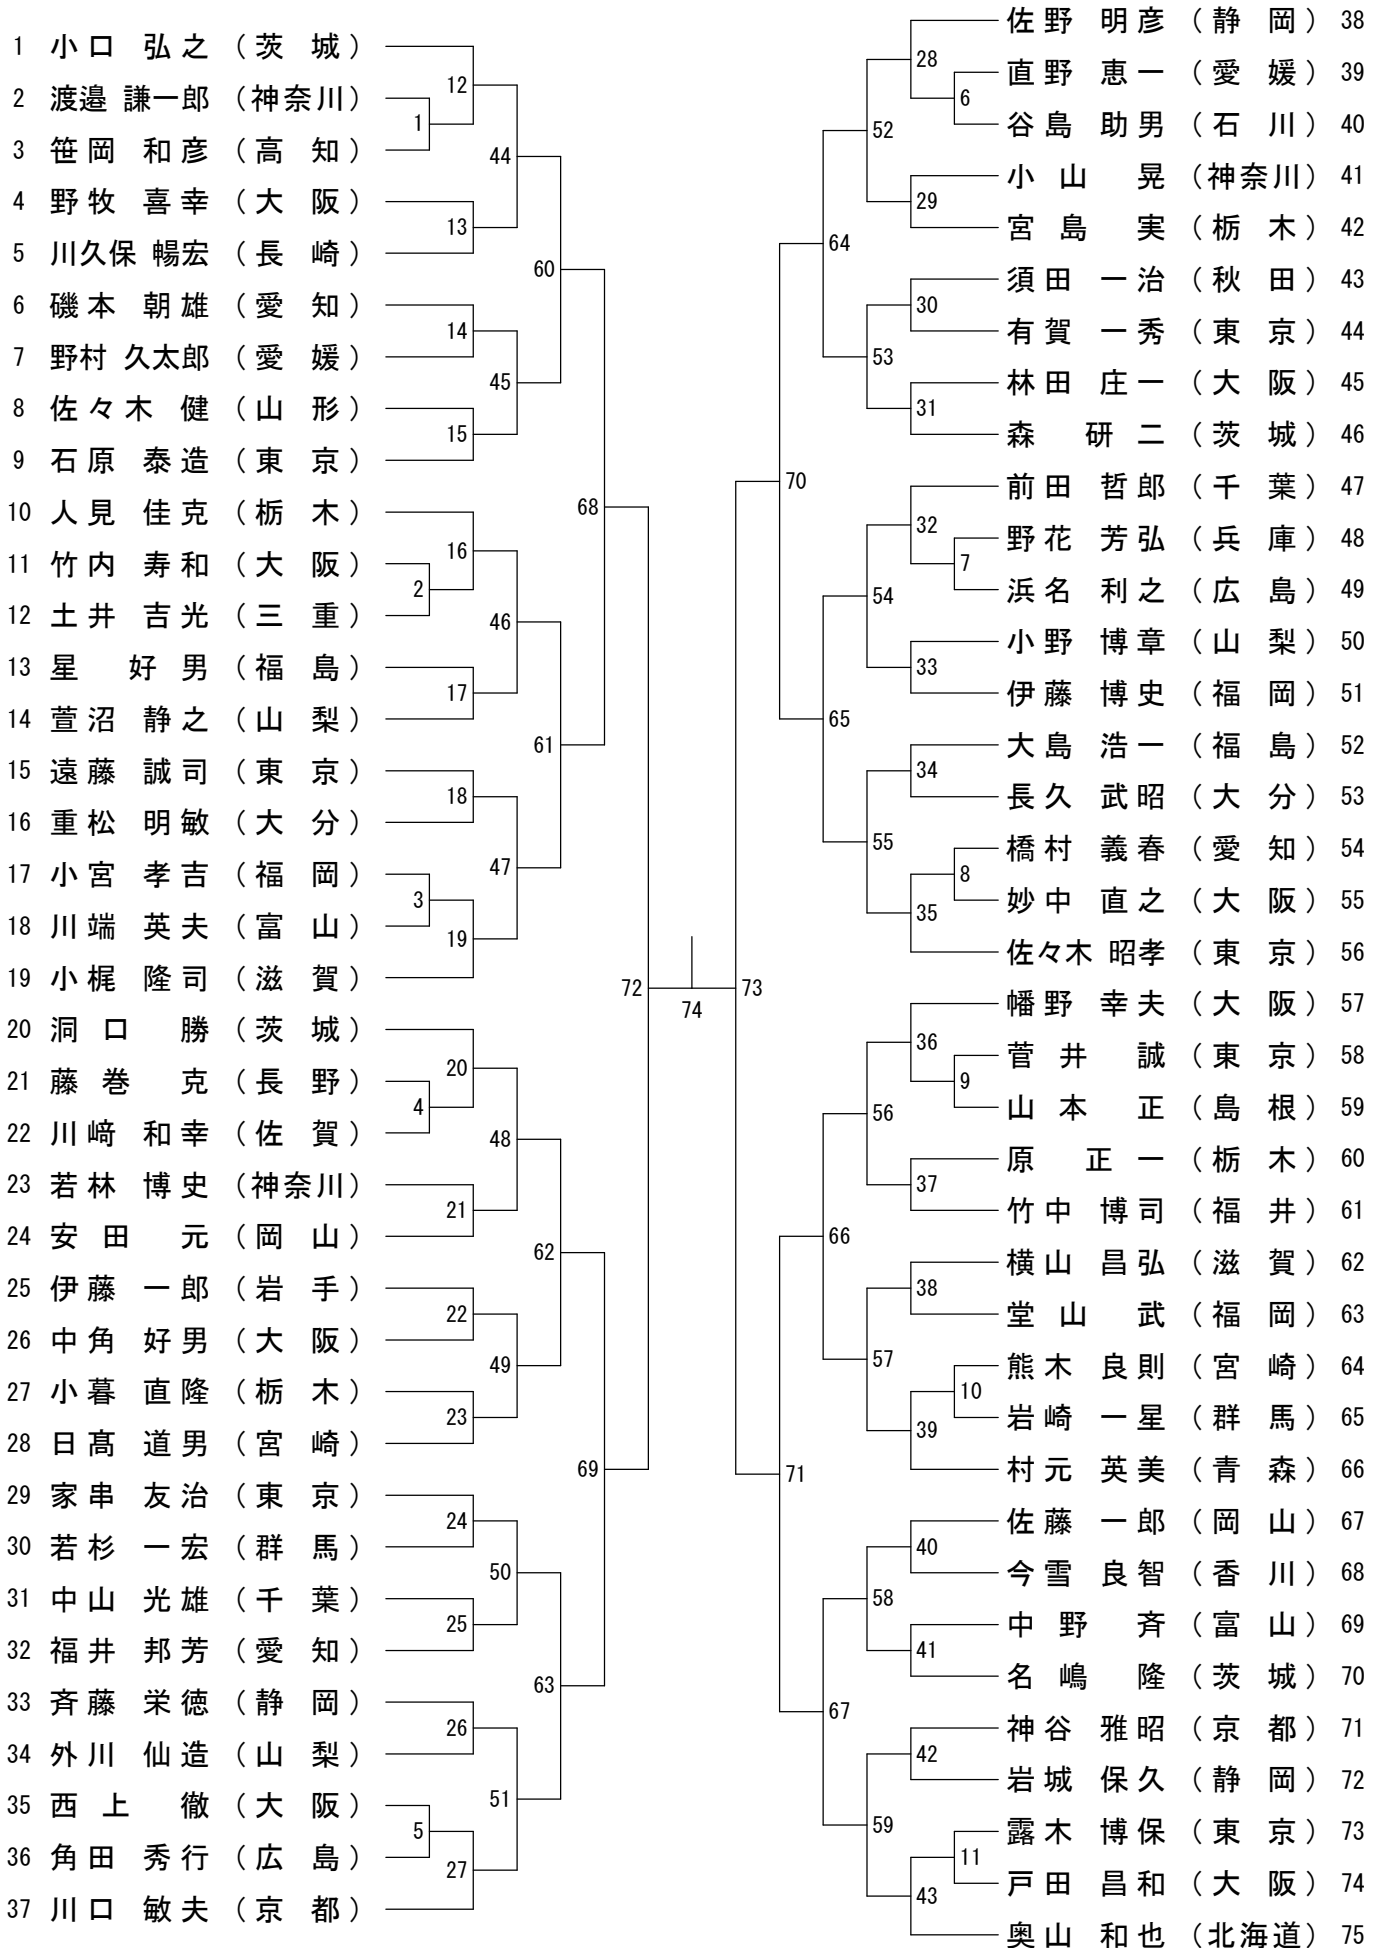 1 小口 弘之 (茨 城)
2 渡邉 謙一郎 (神奈川)
3 笹岡 和彦 (高 知)
4 野牧 喜幸 (大 阪)
5 川久保 暢宏 (長 崎)
6 磯本 朝雄 (愛 知)
7 野村 久太郎 (愛 媛)
8 佐々木 健 (山 形)
9 石原 泰造 (東 京)
10 人見 佳克 (栃 木)
11 竹内 寿和 (大 阪)
12 土井 吉光 (三 重)
13 星 好男 (福 島)
14 萱沼 静之 (山 梨)
15 遠藤 誠司 (東 京)
16 重松 明敏 (大 分)
17 小宮 孝吉 (福 岡)
18 川端 英夫 (富 山)
19 小梶 隆司 (滋 賀)
20 洞口 勝 (茨 城)
21 藤巻 克 (長 野)
22 川﨑 和幸 (佐 賀)
23 若林 博史 (神奈川)
24 安田 元 (岡 山)
25 伊藤 一郎 (岩 手)
26 中角 好男 (大 阪)
27 小暮 直隆 (栃 木)
28 日髙 道男 (宮 崎)
29 家串 友治 (東 京)
30 若杉 一宏 (群 馬)
31 中山 光雄 (千 葉)
32 福井 邦芳 (愛 知)
33 斉藤 栄徳 (静 岡)
34 外川 仙造 (山 梨)
35 西上 徹 (大 阪)
36 角田 秀行 (広 島)
37 川口 敏夫 (京 都)
1
2
3
4
5
12
13
14
15
16
17
18
19
20
21
22
23
24
25
26
27
44
45
46
47
48
49
50
51
60
61
62
63
68
69
72
74
73
70
71
64
65
66
67
52
53
54
55
56
57
58
59
28
29
30
31
32
33
34
35
36
37
38
39
40
41
42
43
6
7
8
9
10
11
佐野 明彦 (静 岡) 38
直野 恵一 (愛 媛) 39
谷島 助男 (石 川) 40
小山 晃 (神奈川) 41
宮島 実 (栃 木) 42
須田 一治 (秋 田) 43
有賀 一秀 (東 京) 44
林田 庄一 (大 阪) 45
森 研二 (茨 城) 46
前田 哲郎 (千 葉) 47
野花 芳弘 (兵 庫) 48
浜名 利之 (広 島) 49
小野 博章 (山 梨) 50
伊藤 博史 (福 岡) 51
大島 浩一 (福 島) 52
長久 武昭 (大 分) 53
橋村 義春 (愛 知) 54
妙中 直之 (大 阪) 55
佐々木 昭孝 (東 京) 56
幡野 幸夫 (大 阪) 57
菅井 誠 (東 京) 58
山本 正 (島 根) 59
原 正一 (栃 木) 60
竹中 博司 (福 井) 61
横山 昌弘 (滋 賀) 62
堂山 武 (福 岡) 63
熊木 良則 (宮 崎) 64
岩崎 一星 (群 馬) 65
村元 英美 (青 森) 66
佐藤 一郎 (岡 山) 67
今雪 良智 (香 川) 68
中野 斉 (富 山) 69
名嶋 隆 (茨 城) 70
神谷 雅昭 (京 都) 71
岩城 保久 (静 岡) 72
露木 博保 (東 京) 73
戸田 昌和 (大 阪) 74
奥山 和也 (北海道) 75